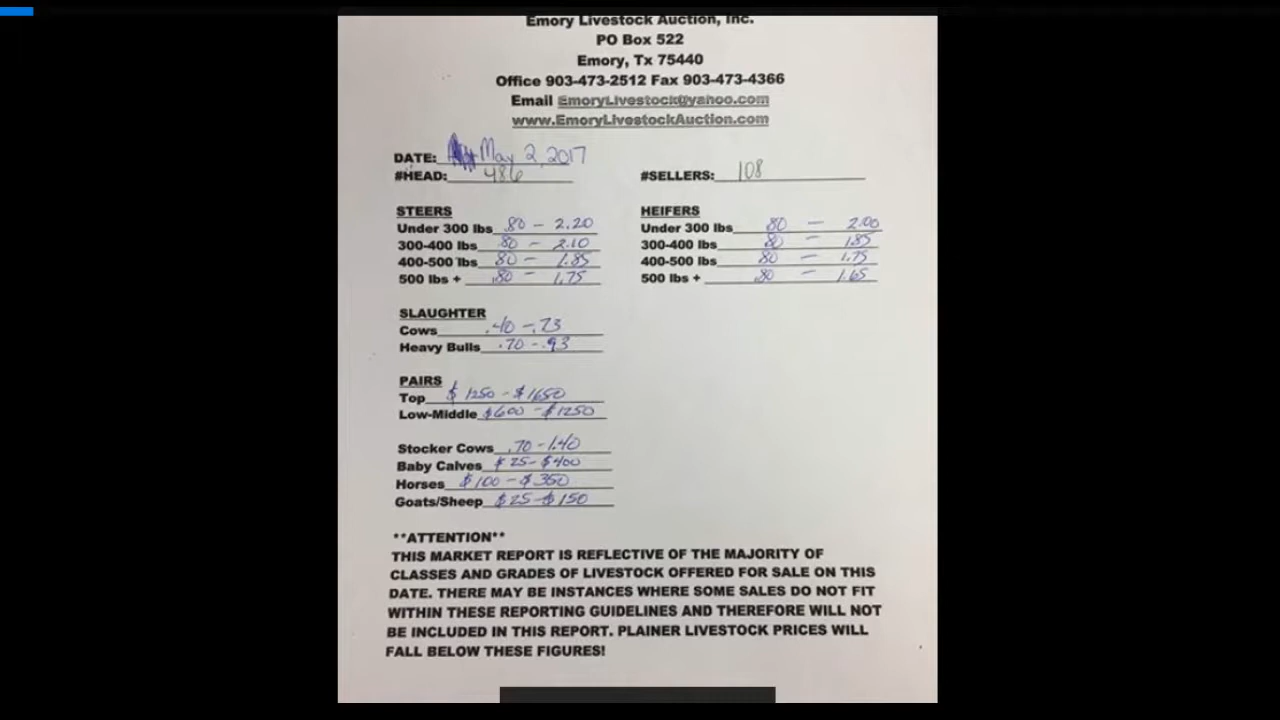 Emory Livestock Auction, Inc.
PO Box 522
Emory, Tx 75440
Office 903-473-2512 Fax 903-473-4366
Email EmoryLivestock@yahoo.com
www.EmoryLivestockAuction.com
DATE: May 2, 2017
#HEAD: 486 #SELLERS: 108
STEERS HEIFERS
Under 300 lbs .80 - 2.20 Under 300 lbs .80 - 2.00
300-400 lbs .80 - 2.10 300-400 lbs .80 - 1.85
400-500 lbs .80 - 1.85 400-500 lbs .80 - 1.75
500 lbs + .80 - 1.75 500 lbs + .80 - 1.65
SLAUGHTER
Cows .40 - .73
Heavy Bulls .70 - .93
PAIRS
Top $1250 - $1650
Low-Middle $600 - $1250
Stocker Cows .70 - 1.40
Baby Calves $25 - $400
Horses $100 - $350
Goats/Sheep $25 - $150
**ATTENTION**
THIS MARKET REPORT IS REFLECTIVE OF THE MAJORITY OF
CLASSES AND GRADES OF LIVESTOCK OFFERED FOR SALE ON THIS
DATE. THERE MAY BE INSTANCES WHERE SOME SALES DO NOT FIT
WITHIN THESE REPORTING GUIDELINES AND THEREFORE WILL NOT
BE INCLUDED IN THIS REPORT. PLAINER LIVESTOCK PRICES WILL
FALL BELOW THESE FIGURES!